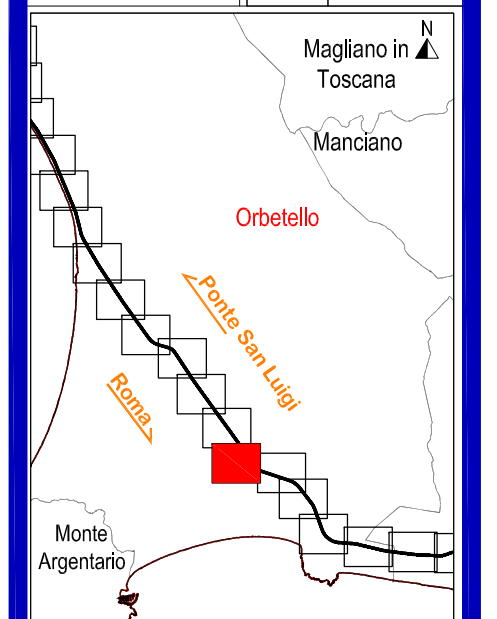 N
Magliano in
Toscana
Manciano
Orbetello
Ponte San Luigi
Roma
Monte
Argentario